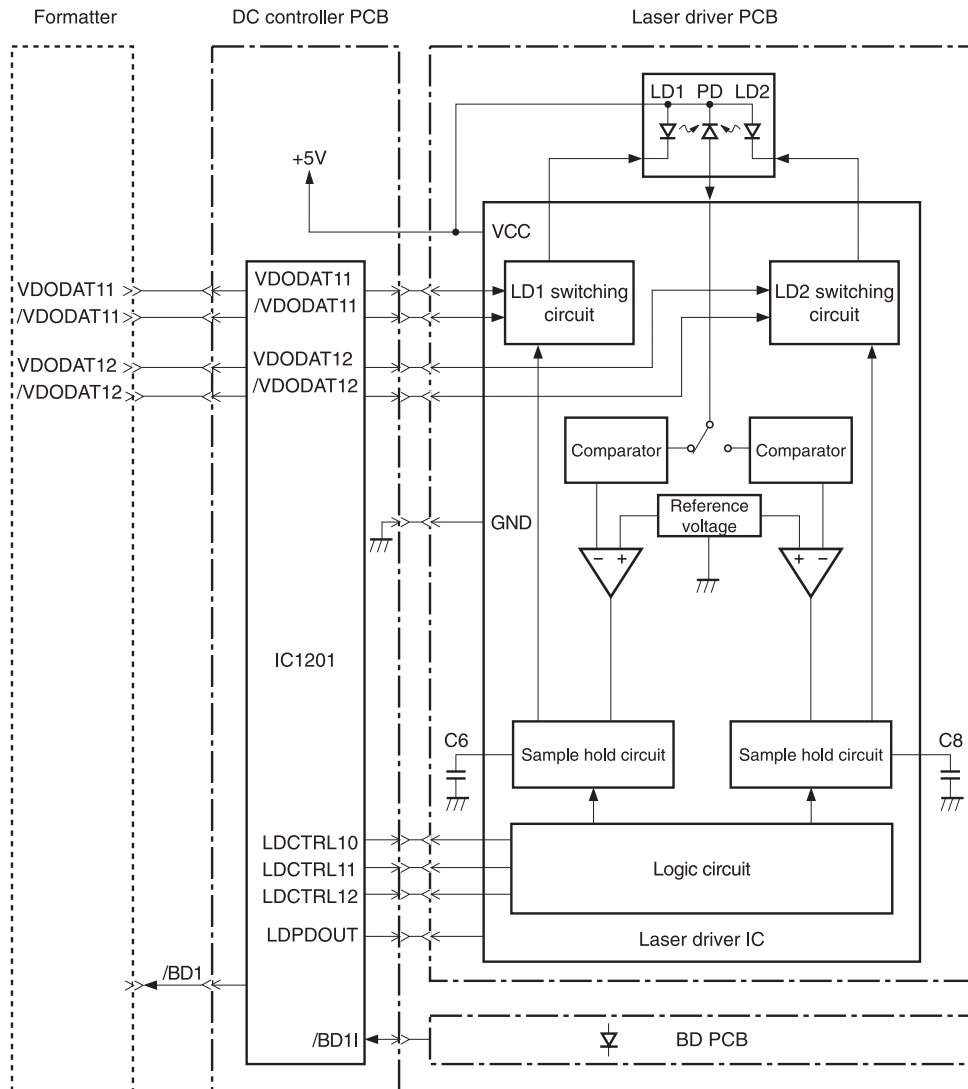 Formatter
DC controller PCB
Laser driver PCB
LD1 PD LD2
+5V
VCC
VDODAT11
/VDODAT11
VDODAT12
/VDODAT12
VDODAT11
/VDODAT11
VDODAT12
/VDODAT12
LD1 switching
circuit
LD2 switching
circuit
Comparator
Comparator
Reference
voltage
GND
− +
+ −
IC1201
C6
Sample hold circuit
Sample hold circuit
C8
LDCTRL10
LDCTRL11
LDCTRL12
Logic circuit
LDPDOUT
Laser driver IC
/BD1
/BD1I
BD PCB